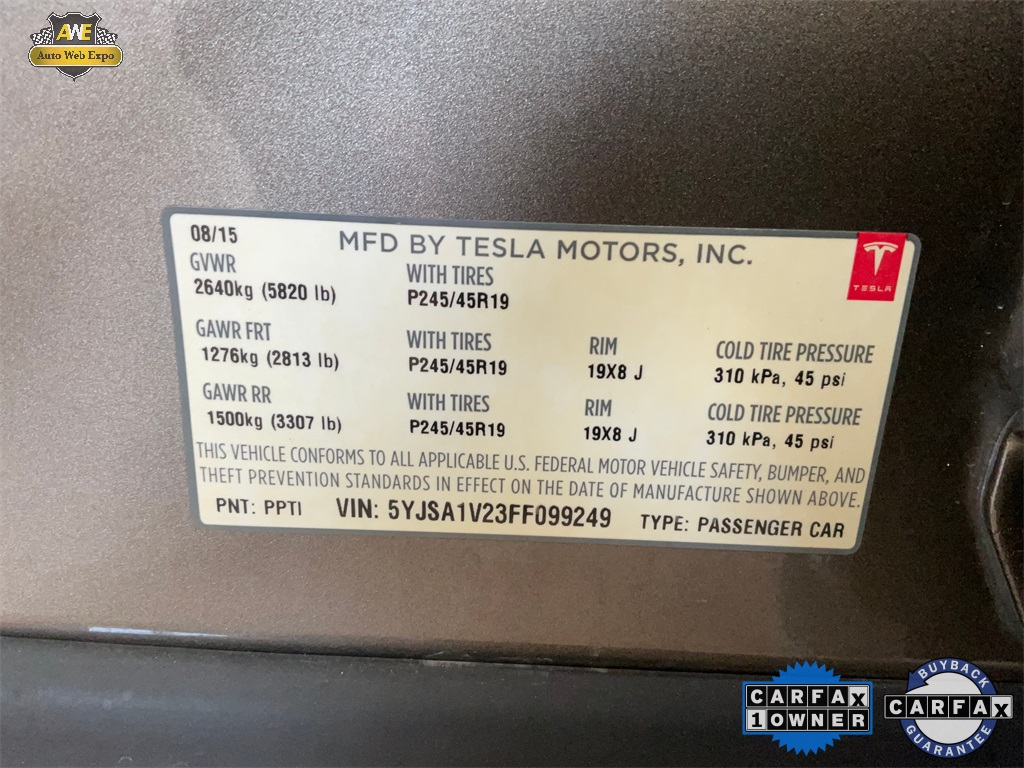 AWE
Auto Web Expo
08/15 MFD BY TESLA MOTORS, INC.
TESLA
GVWR WITH TIRES
2640kg (5820 lb) P245/45R19
GAWR FRT WITH TIRES RIM COLD TIRE PRESSURE
1276kg (2813 lb) P245/45R19 19X8 J 310 kPa, 45 psi
GAWR RR WITH TIRES RIM COLD TIRE PRESSURE
1500kg (3307 lb) P245/45R19 19X8 J 310 kPa, 45 psi
THIS VEHICLE CONFORMS TO ALL APPLICABLE U.S. FEDERAL MOTOR VEHICLE SAFETY, BUMPER, AND
THEFT PREVENTION STANDARDS IN EFFECT ON THE DATE OF MANUFACTURE SHOWN ABOVE.
PNT: PPTI VIN: 5YJSA1V23FF099249 TYPE: PASSENGER CAR
CARFAX
1 OWNER
BUYBACK
CARFAX
GUARANTEE